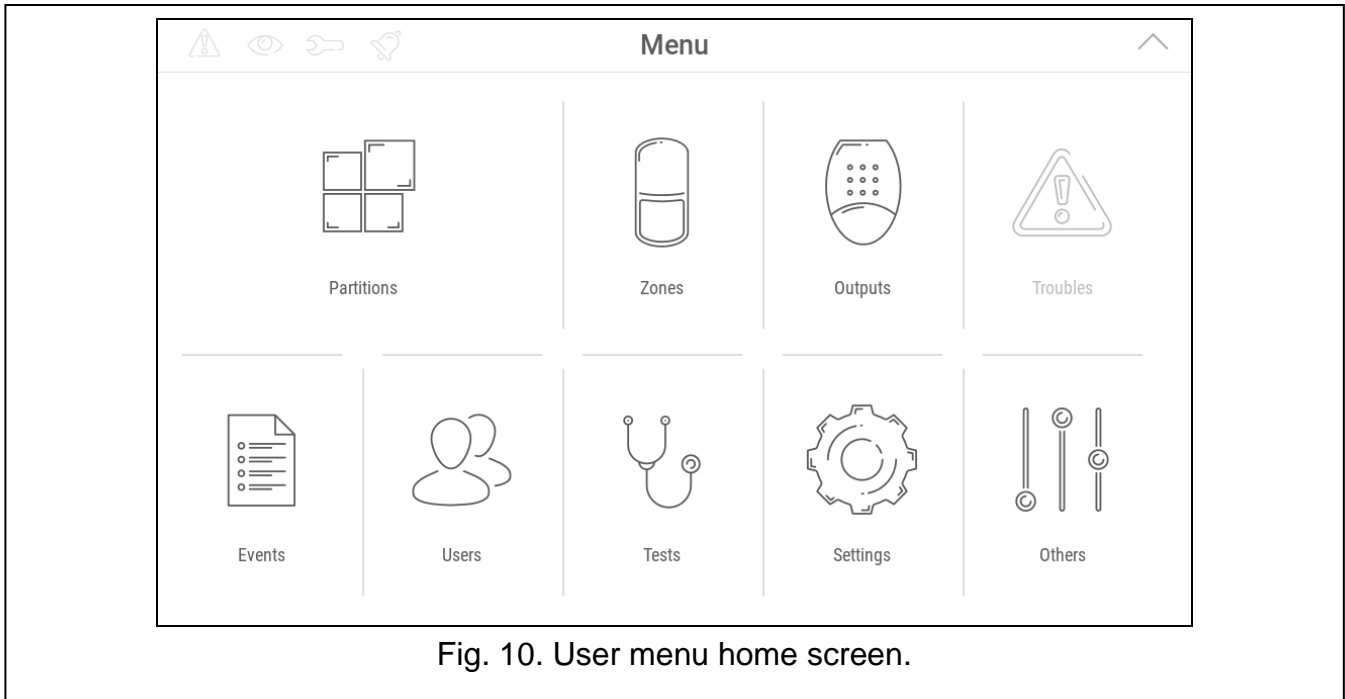 Menu
Partitions
Zones
Outputs
Troubles
Events
Users
Tests
Settings
Others
Fig. 10. User menu home screen.